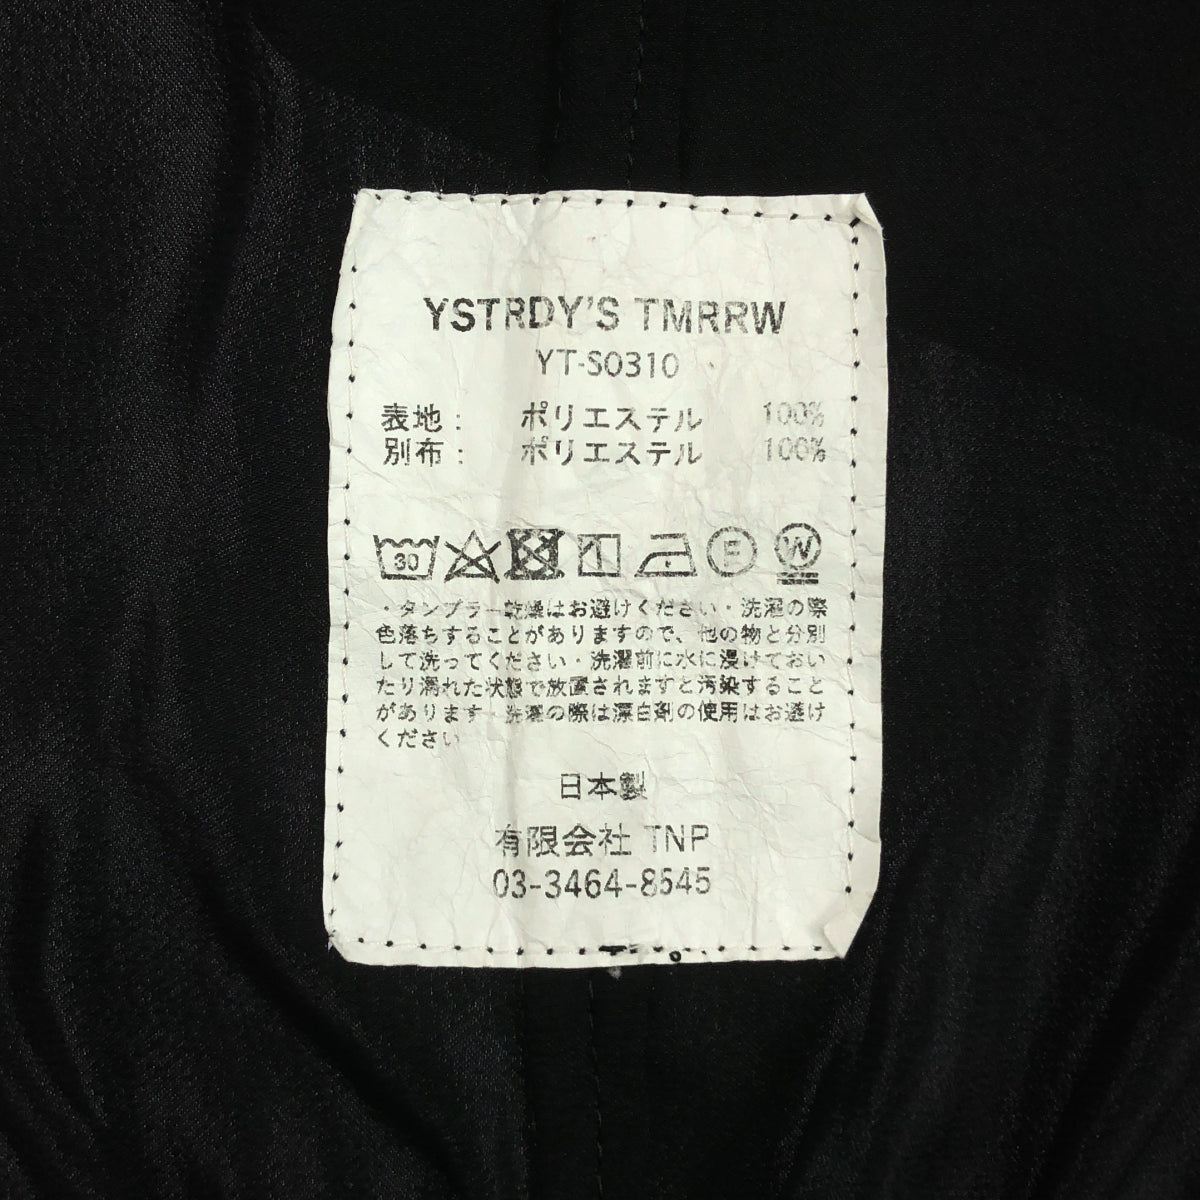 YSTRDY'S TMRRW
YT-S0310
表地: ポリエステル 100%
別布: ポリエステル 100%
30 F W
・タンブラー乾燥はお避けください・洗濯の際
色落ちすることがありますので、他の物と分別
して洗ってください・洗濯前に水に浸けておい
たり濡れた状態で放置されますと汚染すること
があります・洗濯の際は漂白剤の使用はお避け
ください
日本製
有限会社 TNP
03-3464-8545